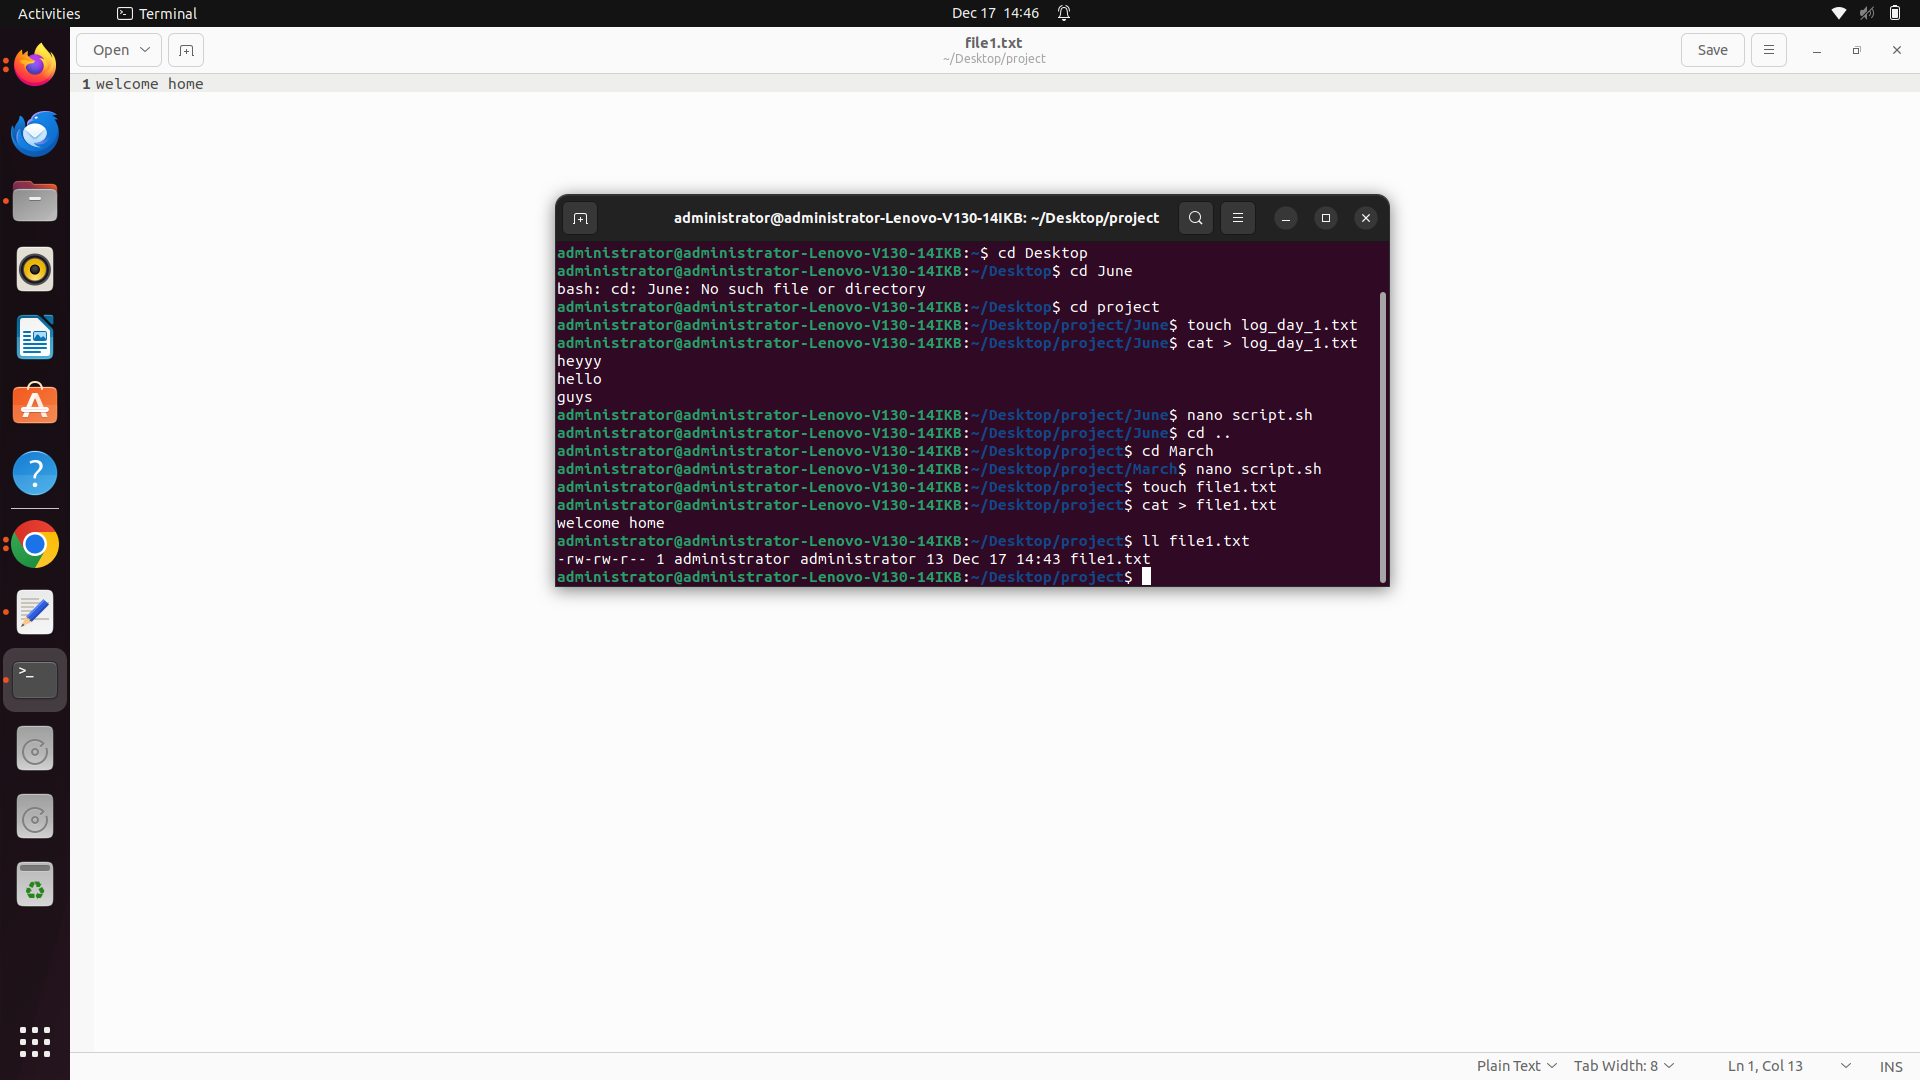 Activities Terminal Dec 17 14:46
Open file1.txt Save
~/Desktop/project
1 welcome home
administrator@administrator-Lenovo-V130-14IKB: ~/Desktop/project
administrator@administrator-Lenovo-V130-14IKB:~$ cd Desktop
administrator@administrator-Lenovo-V130-14IKB:~/Desktop$ cd June
bash: cd: June: No such file or directory
administrator@administrator-Lenovo-V130-14IKB:~/Desktop$ cd project
administrator@administrator-Lenovo-V130-14IKB:~/Desktop/project/June$ touch log_day_1.txt
administrator@administrator-Lenovo-V130-14IKB:~/Desktop/project/June$ cat > log_day_1.txt
heyyy
hello
guys
administrator@administrator-Lenovo-V130-14IKB:~/Desktop/project/June$ nano script.sh
administrator@administrator-Lenovo-V130-14IKB:~/Desktop/project/June$ cd ..
administrator@administrator-Lenovo-V130-14IKB:~/Desktop/project$ cd March
administrator@administrator-Lenovo-V130-14IKB:~/Desktop/project/March$ nano script.sh
administrator@administrator-Lenovo-V130-14IKB:~/Desktop/project$ touch file1.txt
administrator@administrator-Lenovo-V130-14IKB:~/Desktop/project$ cat > file1.txt
welcome home
administrator@administrator-Lenovo-V130-14IKB:~/Desktop/project$ ll file1.txt
-rw-rw-r-- 1 administrator administrator 13 Dec 17 14:43 file1.txt
administrator@administrator-Lenovo-V130-14IKB:~/Desktop/project$
Plain Text Tab Width: 8 Ln 1, Col 13 INS